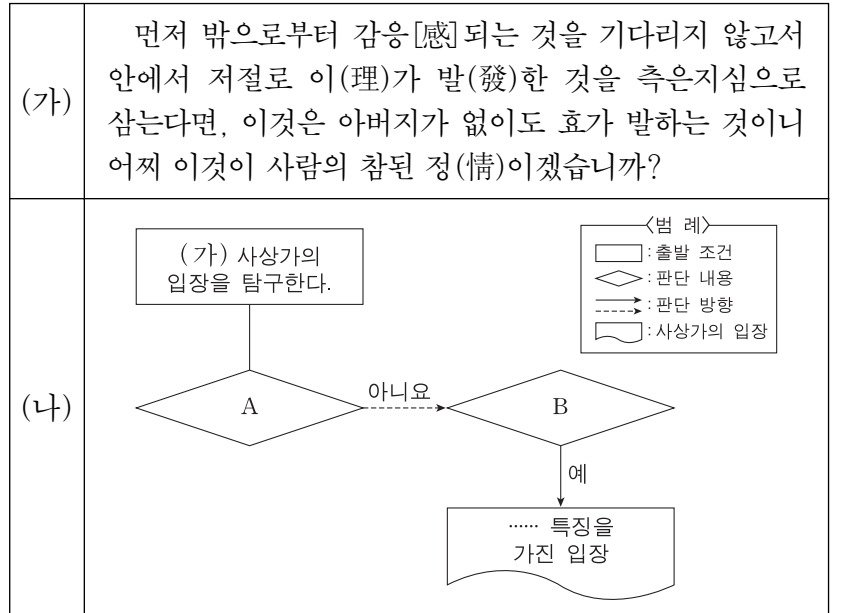 (가)
먼저 밖으로부터 감응[感]되는 것을 기다리지 않고서
안에서 저절로 이(理)가 발(發)한 것을 측은지심으로
삼는다면, 이것은 아버지가 없이도 효가 발하는 것이니
어찌 이것이 사람의 참된 정(情)이겠습니까?
(나)
(가) 사상가의
입장을 탐구한다.
<범 례>
: 출발 조건
: 판단 내용
: 판단 방향
: 사상가의 입장
A
아니요
B
예
…… 특징을
가진 입장